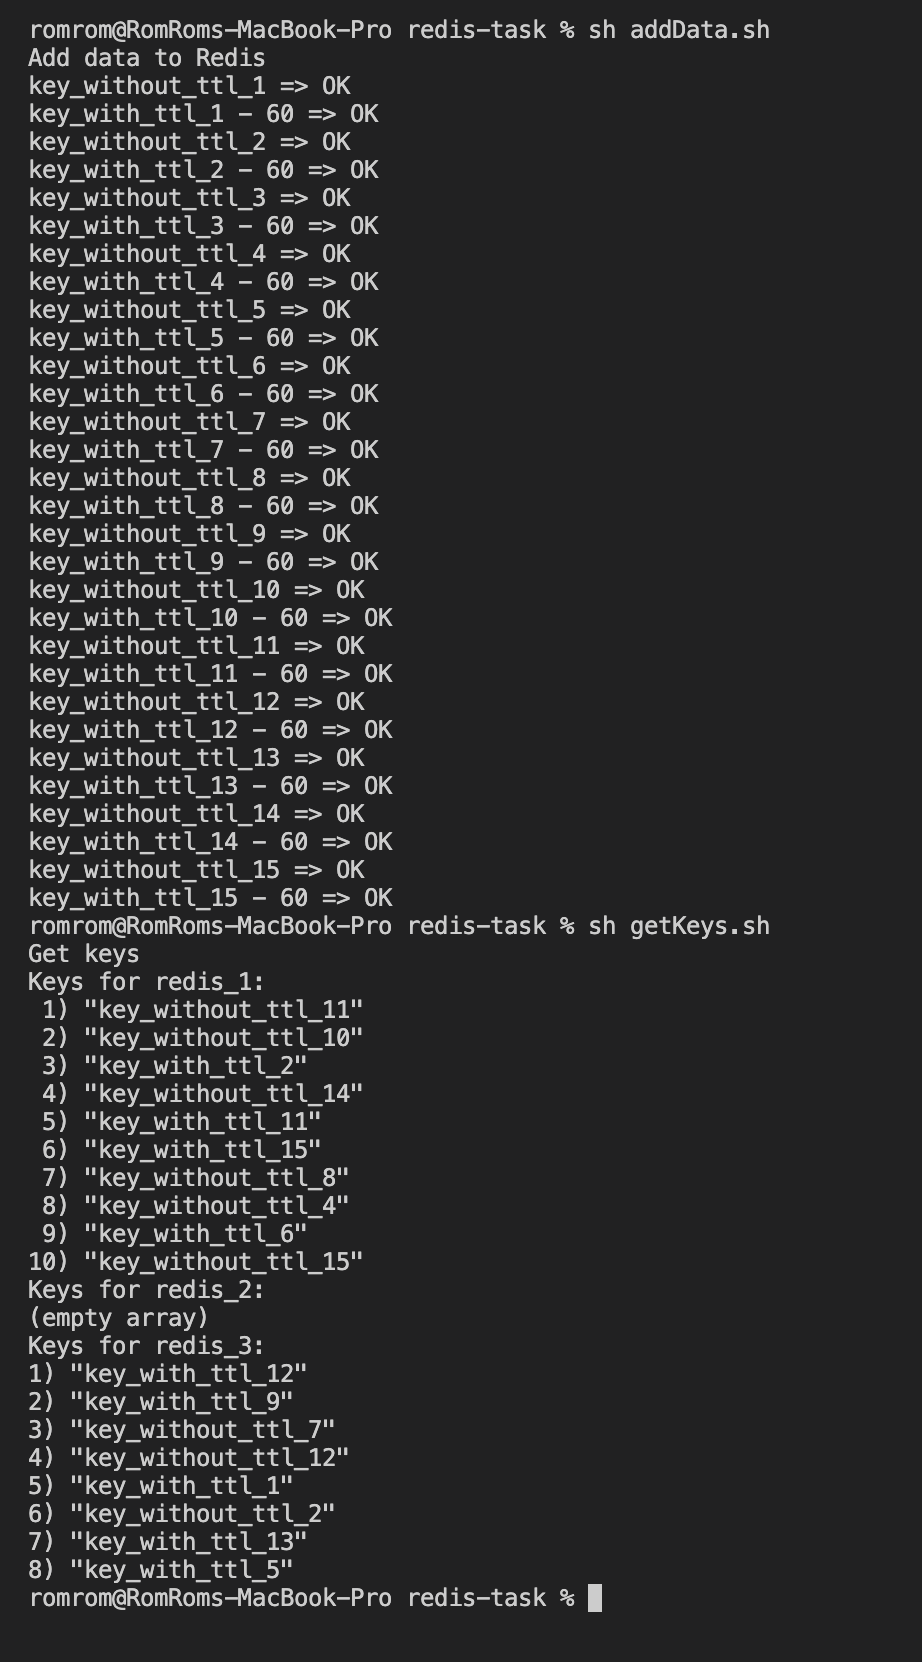 romrom@RomRoms-MacBook-Pro redis-task % sh addData.sh
Add data to Redis
key_without_ttl_1 => OK
key_with_ttl_1 - 60 => OK
key_without_ttl_2 => OK
key_with_ttl_2 - 60 => OK
key_without_ttl_3 => OK
key_with_ttl_3 - 60 => OK
key_without_ttl_4 => OK
key_with_ttl_4 - 60 => OK
key_without_ttl_5 => OK
key_with_ttl_5 - 60 => OK
key_without_ttl_6 => OK
key_with_ttl_6 - 60 => OK
key_without_ttl_7 => OK
key_with_ttl_7 - 60 => OK
key_without_ttl_8 => OK
key_with_ttl_8 - 60 => OK
key_without_ttl_9 => OK
key_with_ttl_9 - 60 => OK
key_without_ttl_10 => OK
key_with_ttl_10 - 60 => OK
key_without_ttl_11 => OK
key_with_ttl_11 - 60 => OK
key_without_ttl_12 => OK
key_with_ttl_12 - 60 => OK
key_without_ttl_13 => OK
key_with_ttl_13 - 60 => OK
key_without_ttl_14 => OK
key_with_ttl_14 - 60 => OK
key_without_ttl_15 => OK
key_with_ttl_15 - 60 => OK
romrom@RomRoms-MacBook-Pro redis-task % sh getKeys.sh
Get keys
Keys for redis_1:
 1) "key_without_ttl_11"
 2) "key_without_ttl_10"
 3) "key_with_ttl_2"
 4) "key_without_ttl_14"
 5) "key_with_ttl_11"
 6) "key_with_ttl_15"
 7) "key_without_ttl_8"
 8) "key_without_ttl_4"
 9) "key_with_ttl_6"
10) "key_without_ttl_15"
Keys for redis_2:
(empty array)
Keys for redis_3:
1) "key_with_ttl_12"
2) "key_with_ttl_9"
3) "key_without_ttl_7"
4) "key_without_ttl_12"
5) "key_with_ttl_1"
6) "key_without_ttl_2"
7) "key_with_ttl_13"
8) "key_with_ttl_5"
romrom@RomRoms-MacBook-Pro redis-task %